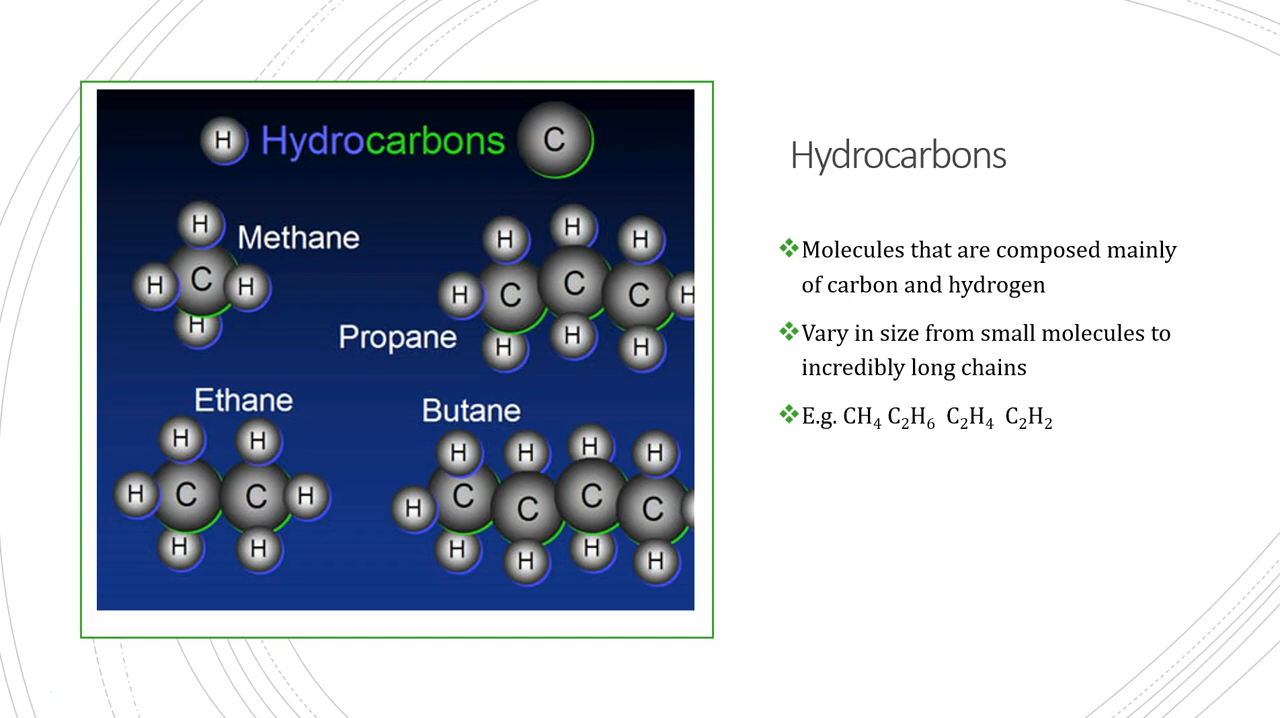 H Hydrocarbons C
H
Methane
H C H
H
H H H
H C C C H
Propane
H H H
Ethane
H H
H C C H
H H
Butane
H H H H
H C C C C
H H H H
Hydrocarbons
❖Molecules that are composed mainly
of carbon and hydrogen
❖Vary in size from small molecules to
incredibly long chains
❖E.g. CH₄ C₂H₆ C₂H₄ C₂H₂